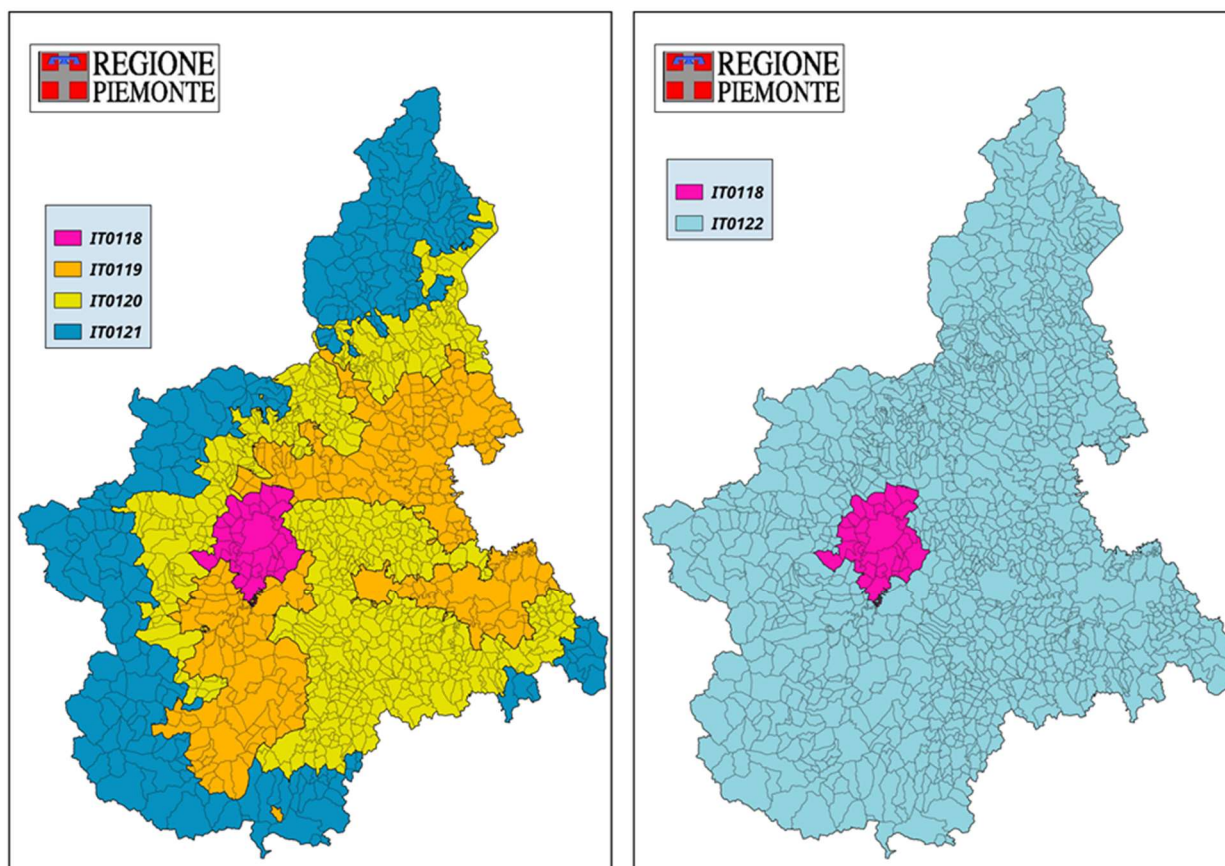 REGIONE
PIEMONTE
IT0118
IT0119
IT0120
IT0121
REGIONE
PIEMONTE
IT0118
IT0122